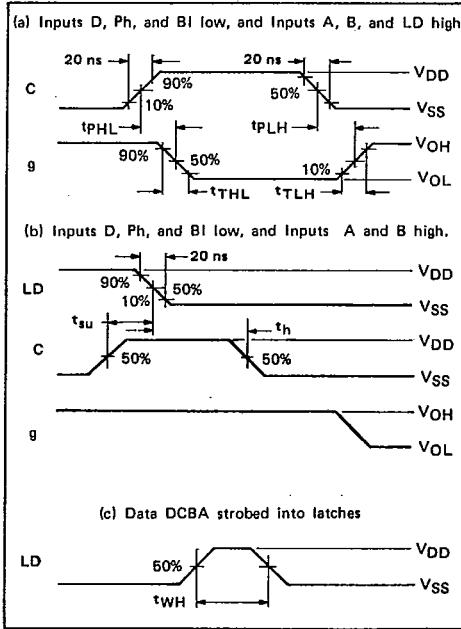 (a) Inputs D, Ph, and BI low, and Inputs A, B, and LD high
20 ns
20 ns
C
90%
10%
50%
VDD
VSS
tPHL
tPLH
g
90%
50%
10%
VOH
VOL
tTHL
tTLH
(b) Inputs D, Ph, and BI low, and Inputs A and B high.
20 ns
LD
90%
50%
10%
VDD
VSS
tsu
th
C
50%
50%
VDD
VSS
g
VOH
VOL
(c) Data DCBA strobed into latches
LD
50%
VDD
VSS
tWH